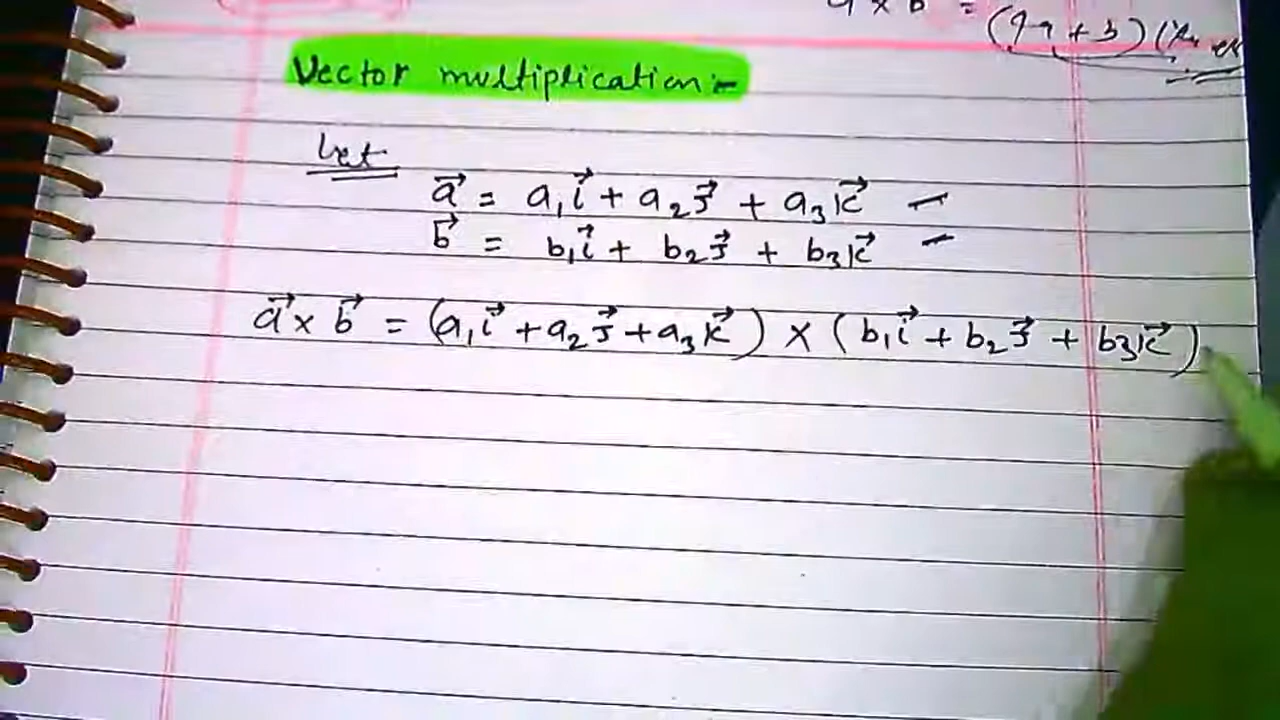 Vector multiplication:-
Let
a⃗ = a₁i⃗ + a₂j⃗ + a₃k⃗ -
b⃗ = b₁i⃗ + b₂j⃗ + b₃k⃗ -
a⃗ × b⃗ = (a₁i⃗ + a₂j⃗ + a₃k⃗) × (b₁i⃗ + b₂j⃗ + b₃k⃗)